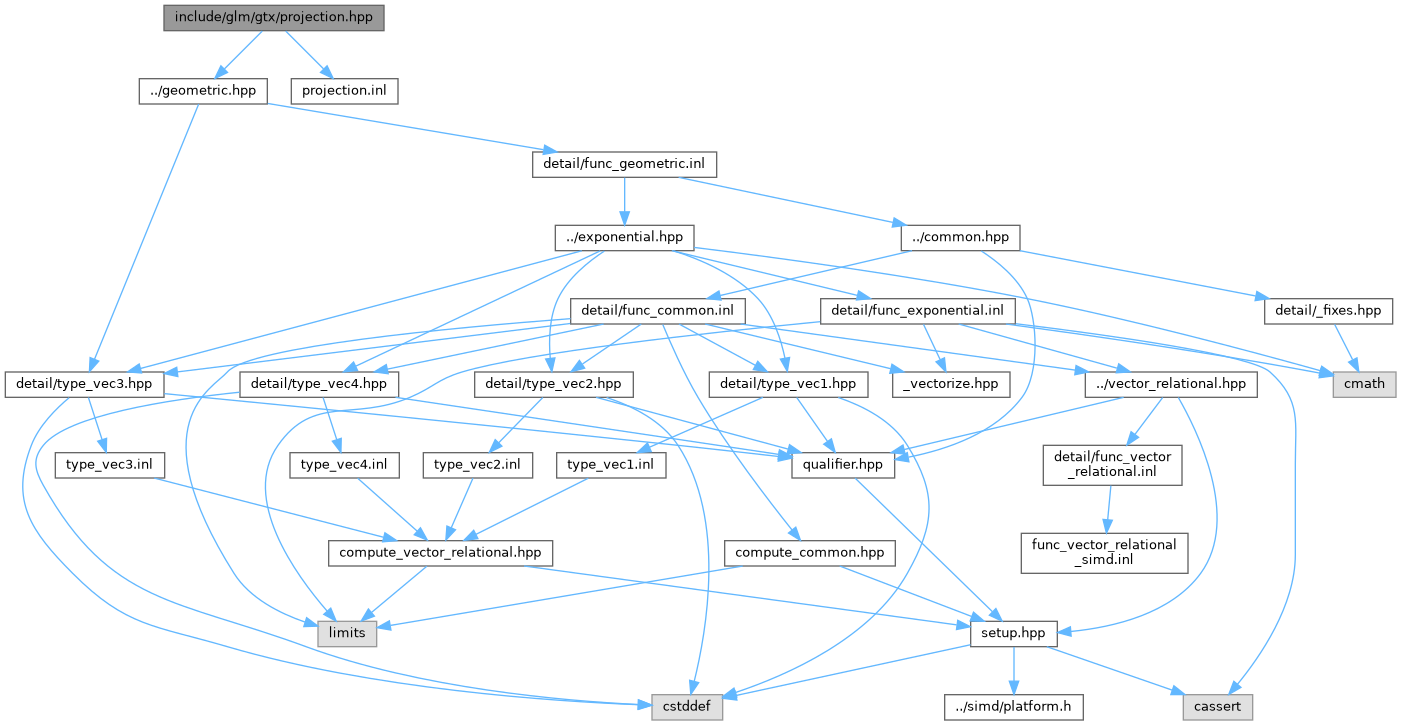 include/glm/gtx/projection.hpp
../geometric.hpp
projection.inl
detail/func_geometric.inl
../exponential.hpp
../common.hpp
detail/func_common.inl
detail/func_exponential.inl
detail/_fixes.hpp
detail/type_vec3.hpp
detail/type_vec4.hpp
detail/type_vec2.hpp
detail/type_vec1.hpp
_vectorize.hpp
../vector_relational.hpp
cmath
type_vec3.inl
type_vec4.inl
type_vec2.inl
type_vec1.inl
qualifier.hpp
detail/func_vector
_relational.inl
compute_vector_relational.hpp
compute_common.hpp
func_vector_relational
_simd.inl
limits
setup.hpp
cstddef
../simd/platform.h
cassert